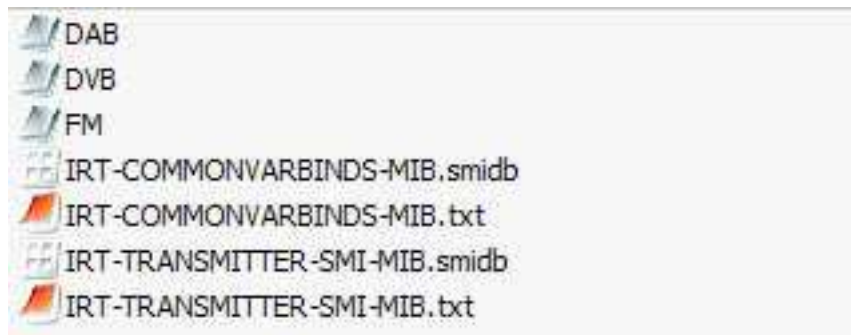 DAB
DVB
FM
IRT-COMMONVARBINDS-MIB.smidb
IRT-COMMONVARBINDS-MIB.txt
IRT-TRANSMITTER-SMI-MIB.smidb
IRT-TRANSMITTER-SMI-MIB.txt